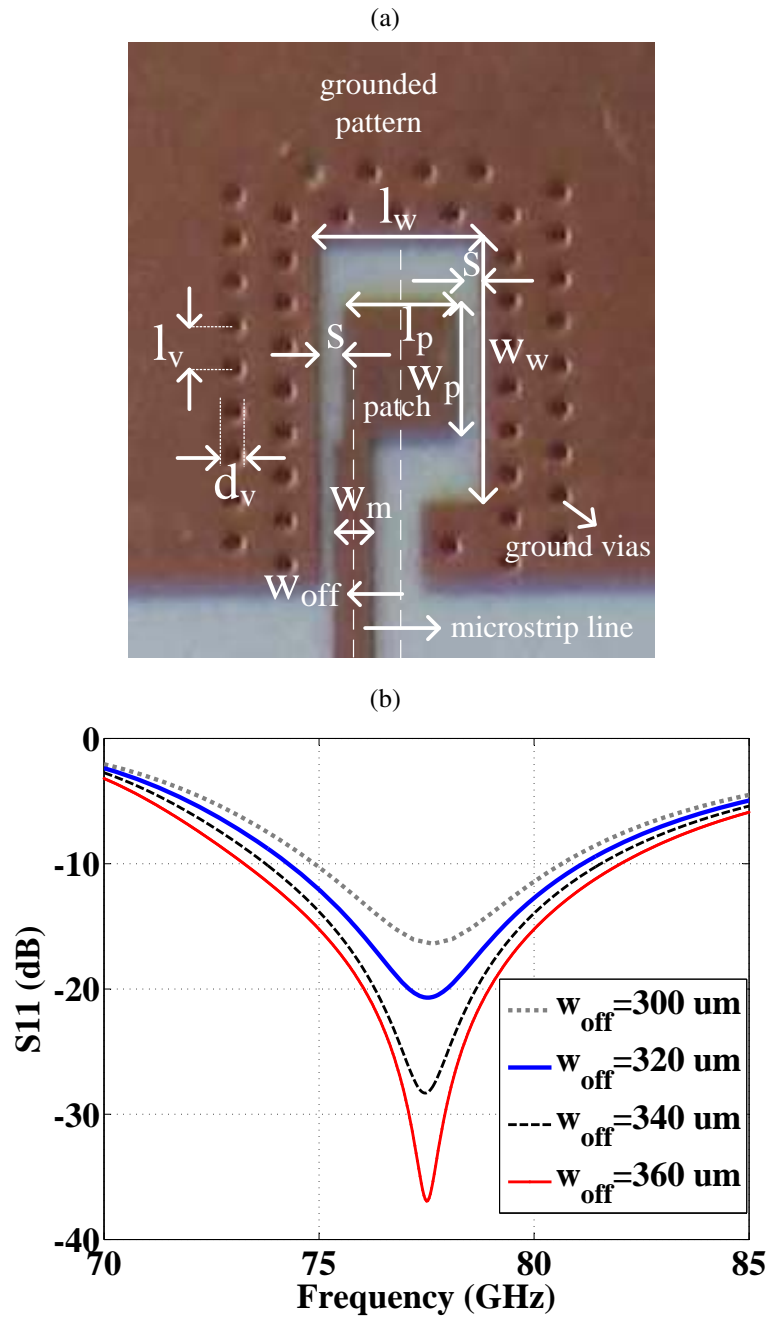 (a)
grounded
pattern
l_w
s
l_v
s
l_p
w_w
w_p
patch
d_v
w_m
ground vias
w_off
microstrip line
(b)
0
-10
-20
-30
-40
S11 (dB)
w_off=300 um
w_off=320 um
w_off=340 um
w_off=360 um
70
75
80
85
Frequency (GHz)